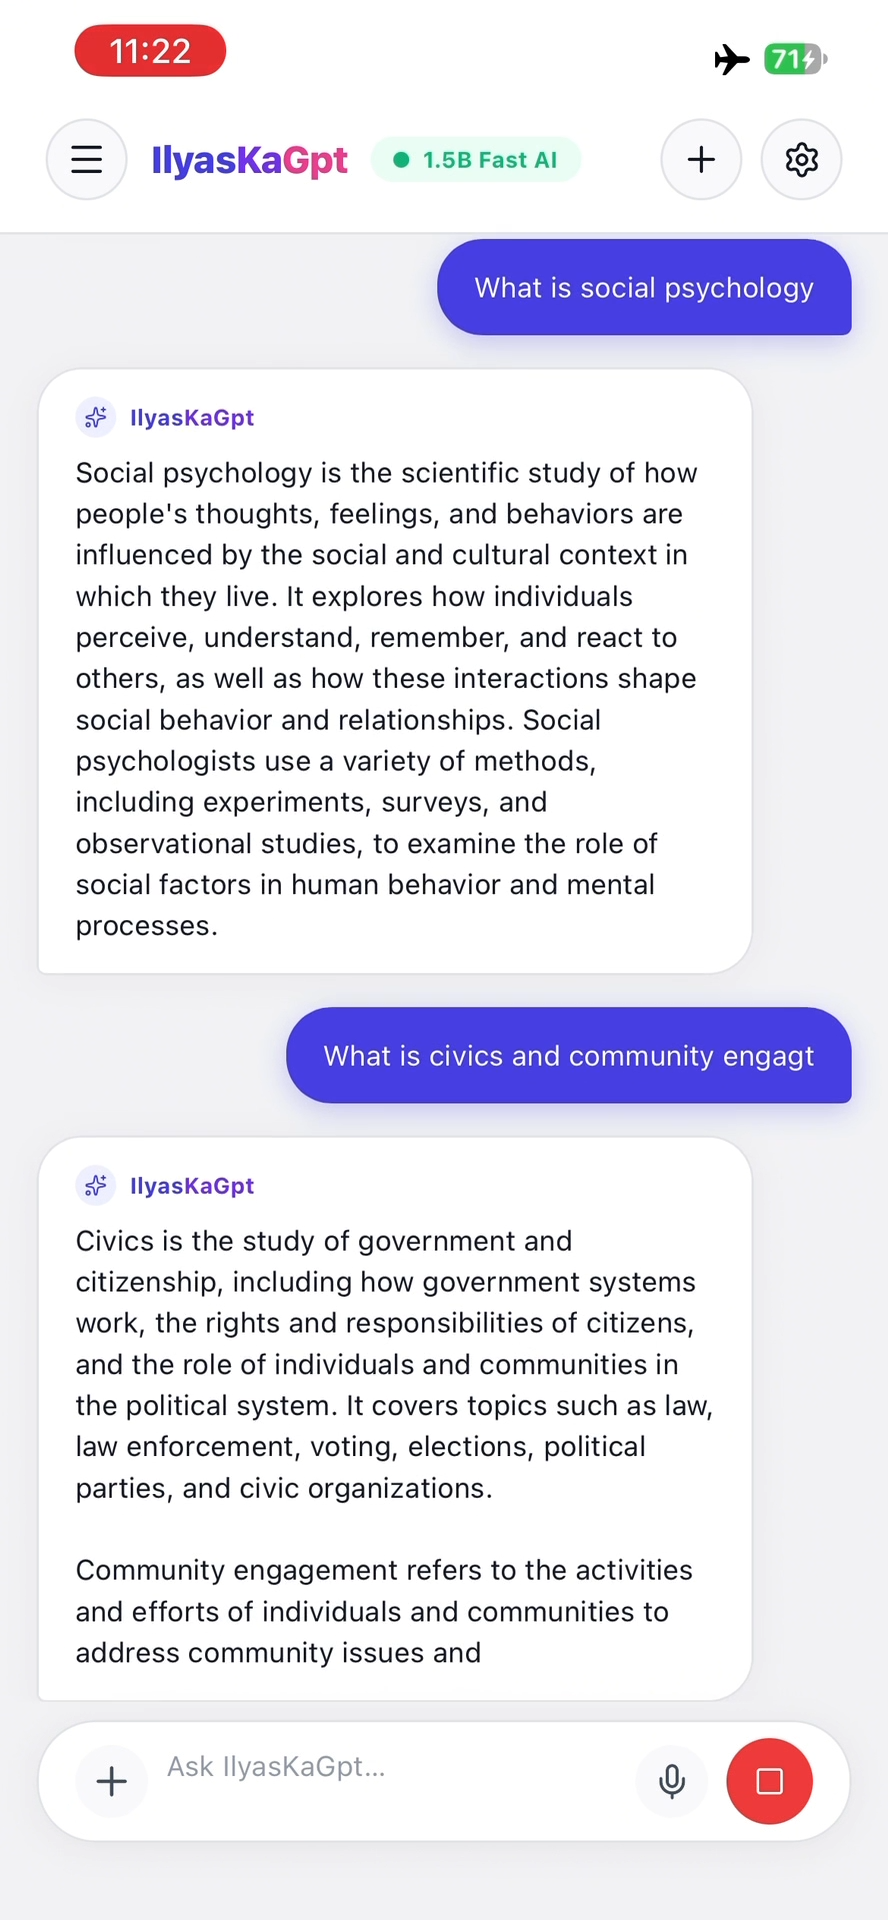 11:22
71
IlyasKaGpt
1.5B Fast AI
What is social psychology
IlyasKaGpt
Social psychology is the scientific study of how
people's thoughts, feelings, and behaviors are
influenced by the social and cultural context in
which they live. It explores how individuals
perceive, understand, remember, and react to
others, as well as how these interactions shape
social behavior and relationships. Social
psychologists use a variety of methods,
including experiments, surveys, and
observational studies, to examine the role of
social factors in human behavior and mental
processes.
What is civics and community engagt
IlyasKaGpt
Civics is the study of government and
citizenship, including how government systems
work, the rights and responsibilities of citizens,
and the role of individuals and communities in
the political system. It covers topics such as law,
law enforcement, voting, elections, political
parties, and civic organizations.
Community engagement refers to the activities
and efforts of individuals and communities to
address community issues and
Ask IlyasKaGpt...